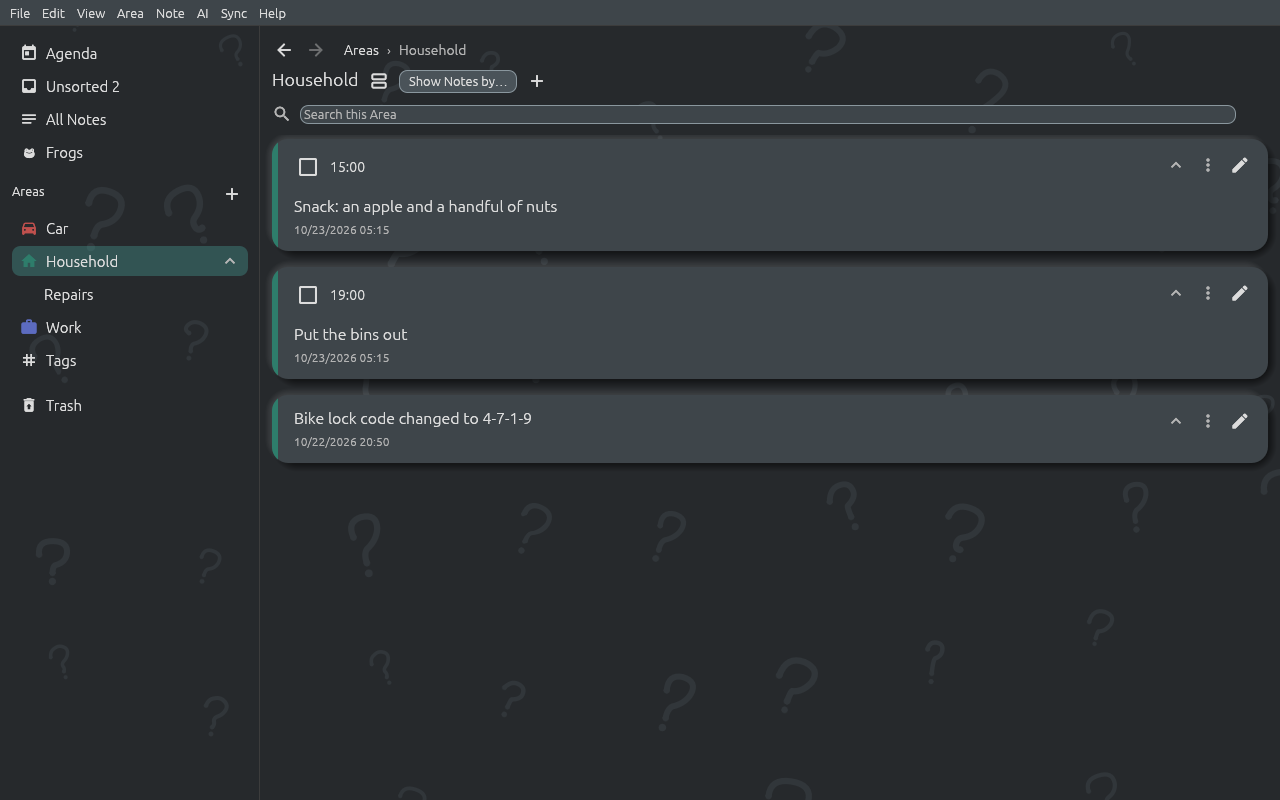 File Edit View Area Note AI Sync Help
Agenda
Unsorted 2
All Notes
Frogs
Areas
Car
Household
Repairs
Work
Tags
Trash
Areas › Household
Household Show Notes by...
Search this Area
15:00
Snack: an apple and a handful of nuts
10/23/2026 05:15
19:00
Put the bins out
10/23/2026 05:15
Bike lock code changed to 4-7-1-9
10/22/2026 20:50